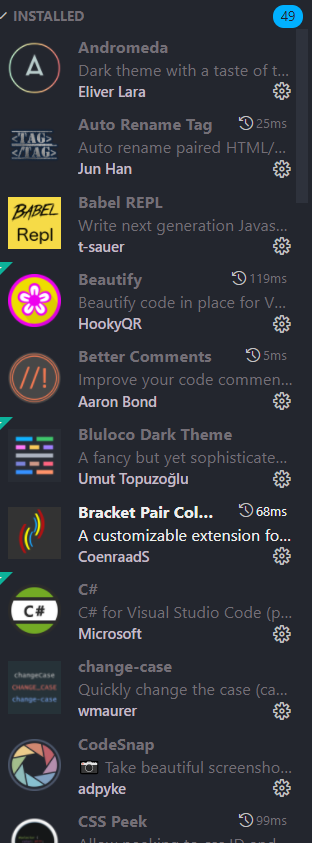 INSTALLED 49
Andromeda
Dark theme with a taste of t...
Eliver Lara
<TAG>
</TAG>
Auto Rename Tag 25ms
Auto rename paired HTML/...
Jun Han
BABEL
Repl
Babel REPL
Write next generation Javas...
t-sauer
Beautify 119ms
Beautify code in place for V...
HookyQR
//!
Better Comments 5ms
Improve your code commen...
Aaron Bond
Bluloco Dark Theme
A fancy but yet sophisticate...
Umut Topuzoğlu
Bracket Pair Col... 68ms
A customizable extension fo...
CoenraadS
C#
C#
C# for Visual Studio Code (p...
Microsoft
changeCase
CHANGE_CASE
change-case
change-case
Quickly change the case (ca...
wmaurer
CodeSnap
📷 Take beautiful screensho...
adpyke
CSS Peek 99ms